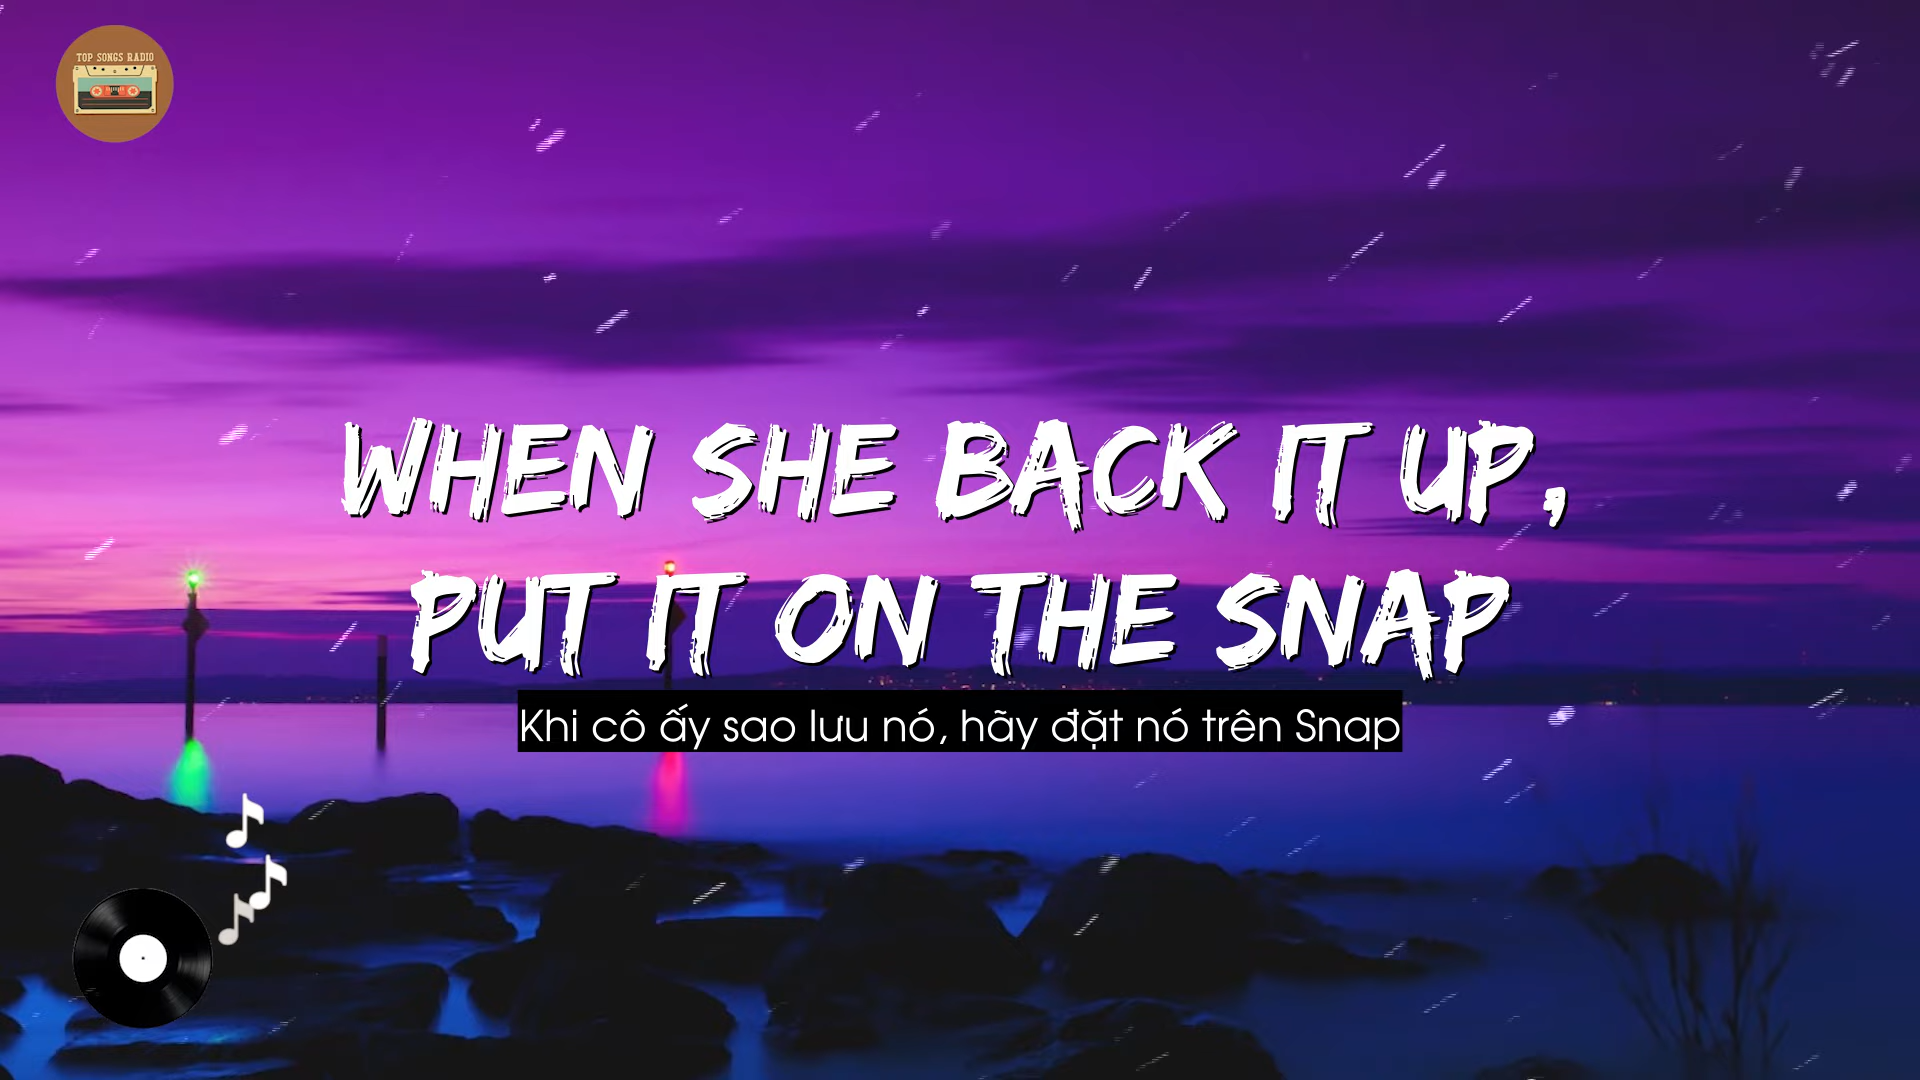 TOP SONGS RADIO
WHEN SHE BACK IT UP,
PUT IT ON THE SNAP
Khi cô ấy sao lưu nó, hãy đặt nó trên Snap